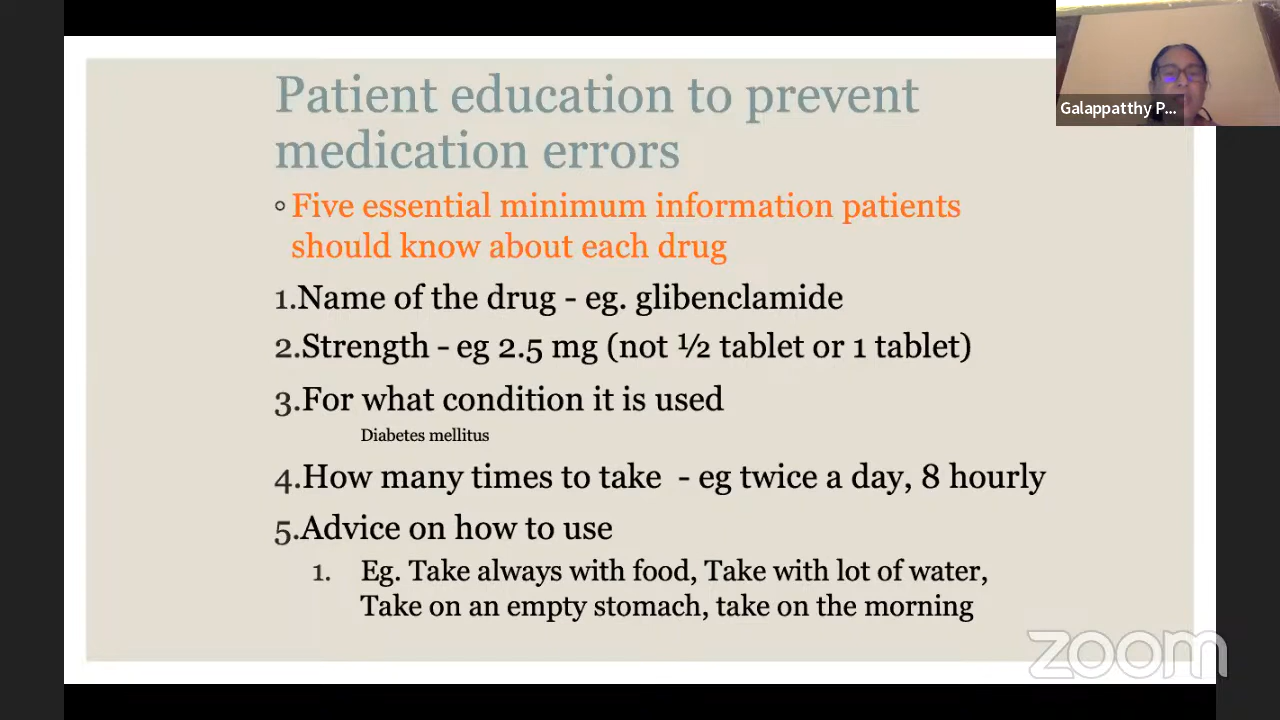 Patient education to prevent
medication errors
Five essential minimum information patients
should know about each drug
1.Name of the drug - eg. glibenclamide
2.Strength - eg 2.5 mg (not ½ tablet or 1 tablet)
3.For what condition it is used
Diabetes mellitus
4.How many times to take - eg twice a day, 8 hourly
5.Advice on how to use
1. Eg. Take always with food, Take with lot of water,
Take on an empty stomach, take on the morning
Galappatthy P...
zoom